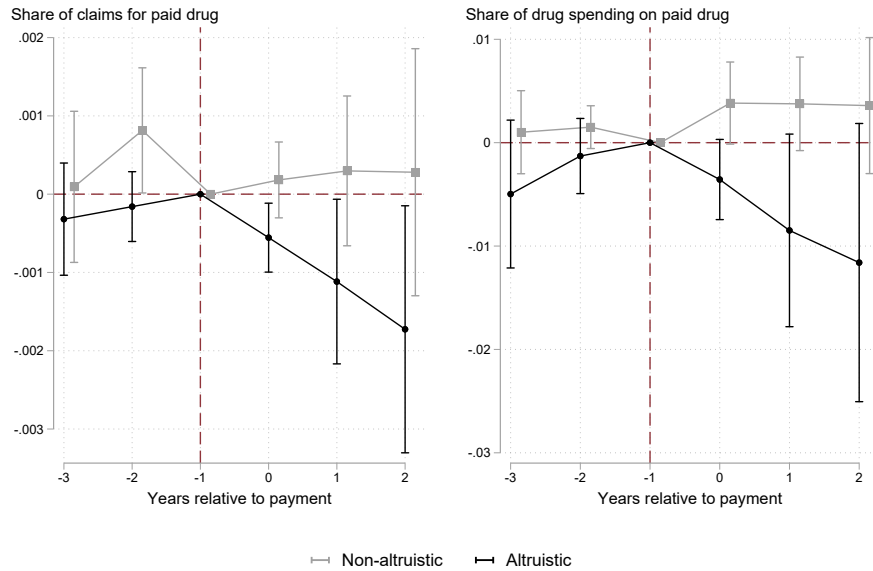 Share of claims for paid drug
.002
.001
0
-.001
-.002
-.003
-3 -2 -1 0 1 2
Years relative to payment
Share of drug spending on paid drug
.01
0
-.01
-.02
-.03
-3 -2 -1 0 1 2
Years relative to payment
Non-altruistic Altruistic